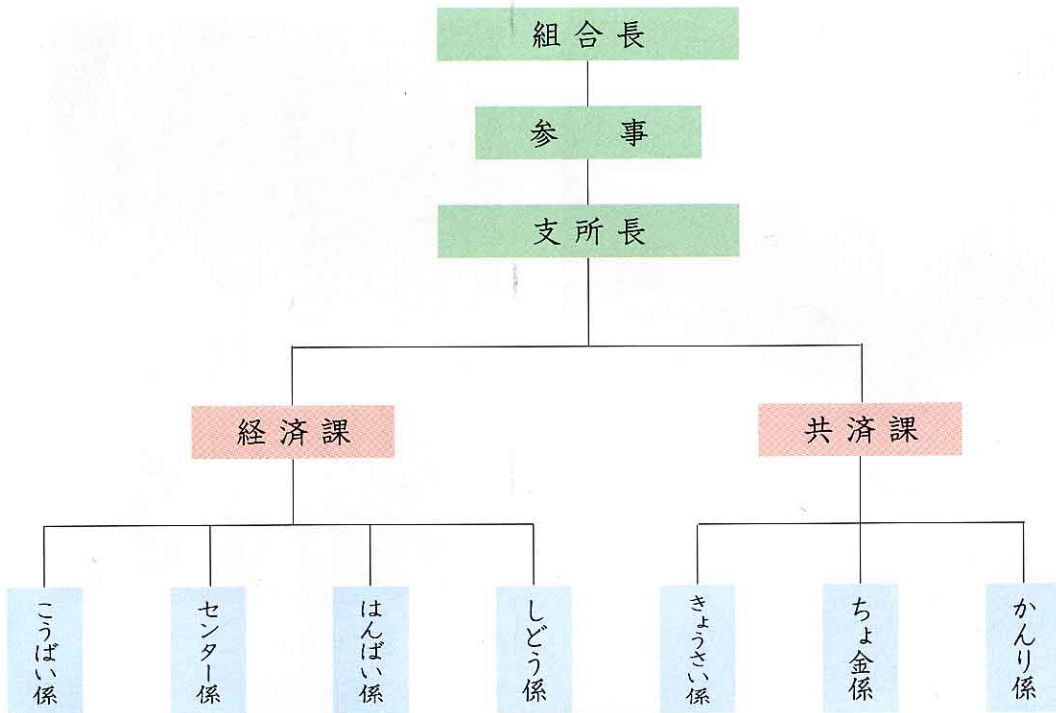 組合長
参事
支所長
経済課
共済課
こうばい係
センター係
はんばい係
しどう係
きょうさい係
ちょ金係
かんり係